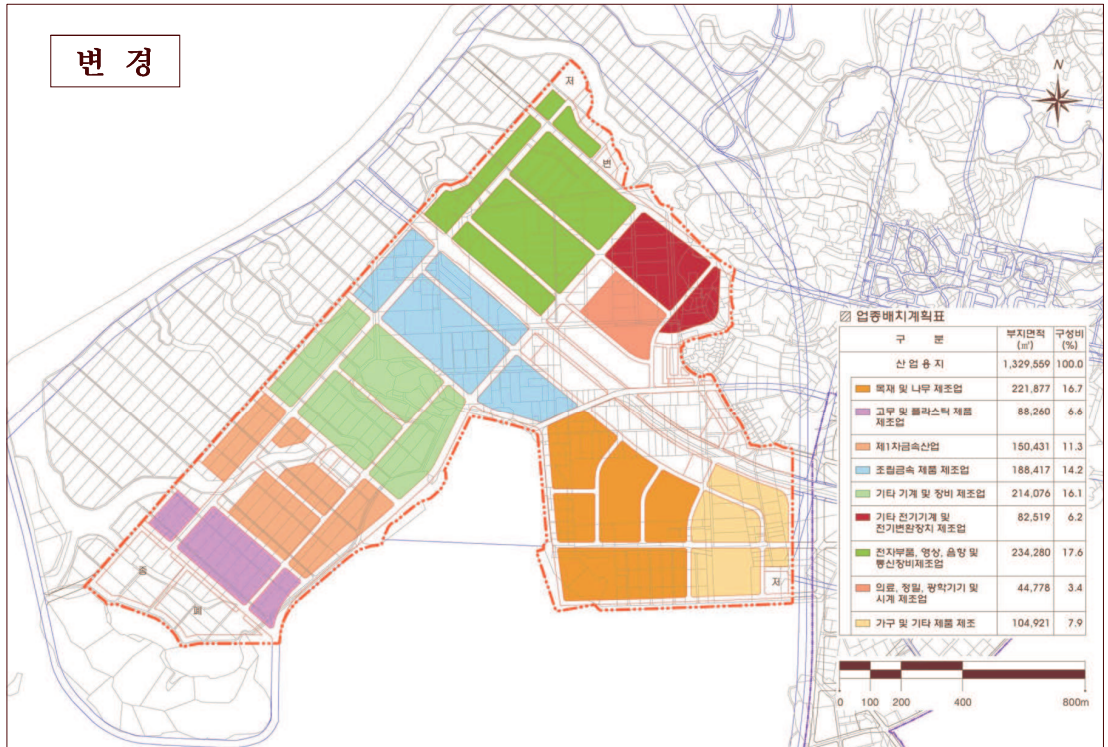 변 경
N
저
변
업종배치계획표
구 분 부지면적 (㎡) 구성비 (%)
산 업 용 지 1,329,559 100.0
목재 및 나무 제조업 221,877 16.7
고무 및 플라스틱 제품 제조업 88,260 6.6
제1차금속산업 150,431 11.3
조립금속 제품 제조업 188,417 14.2
기타 기계 및 장비 제조업 214,076 16.1
기타 전기기계 및 전기변환장치 제조업 82,519 6.2
전자부품, 영상, 음향 및 통신장비제조업 234,280 17.6
의료, 정밀, 광학기기 및 시계 제조업 44,778 3.4
가구 및 기타 제품 제조 104,921 7.9
저
폐
0 100 200 400 800m